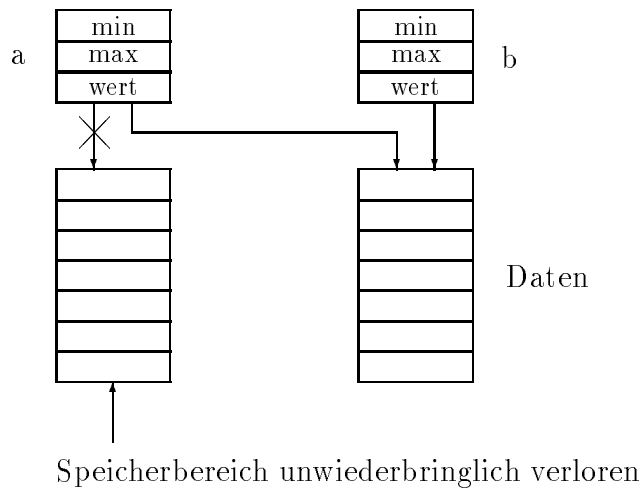 min
max
wert
a
min
max
wert
b
Daten
Speicherbereich unwiederbringlich verloren